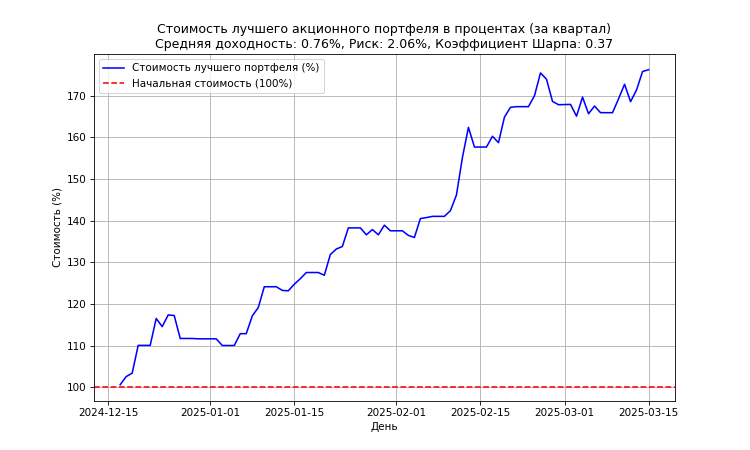 Стоимость лучшего акционного портфеля в процентах (за квартал)
Средняя доходность: 0.76%, Риск: 2.06%, Коэффициент Шарпа: 0.37
Стоимость лучшего портфеля (%)
Начальная стоимость (100%)
Стоимость (%)
170
160
150
140
130
120
110
100
2024-12-15
2025-01-01
2025-01-15
2025-02-01
2025-02-15
2025-03-01
2025-03-15
День